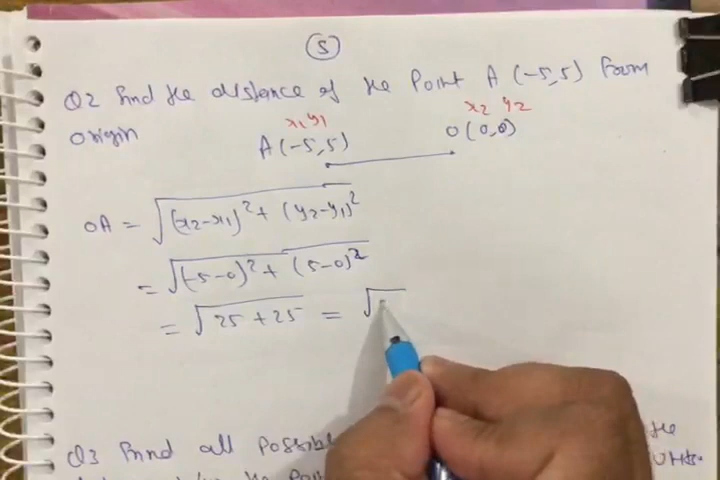 5
Q2 Find the distance of the Point A (-5,5) From
origin
x1 y1 x2 y2
A(-5,5) O(0,0)
OA = √(x2-x1)² + (y2-y1)²
= √(-5-0)² + (5-0)²
= √25+25 = √
Q3 Find all possib